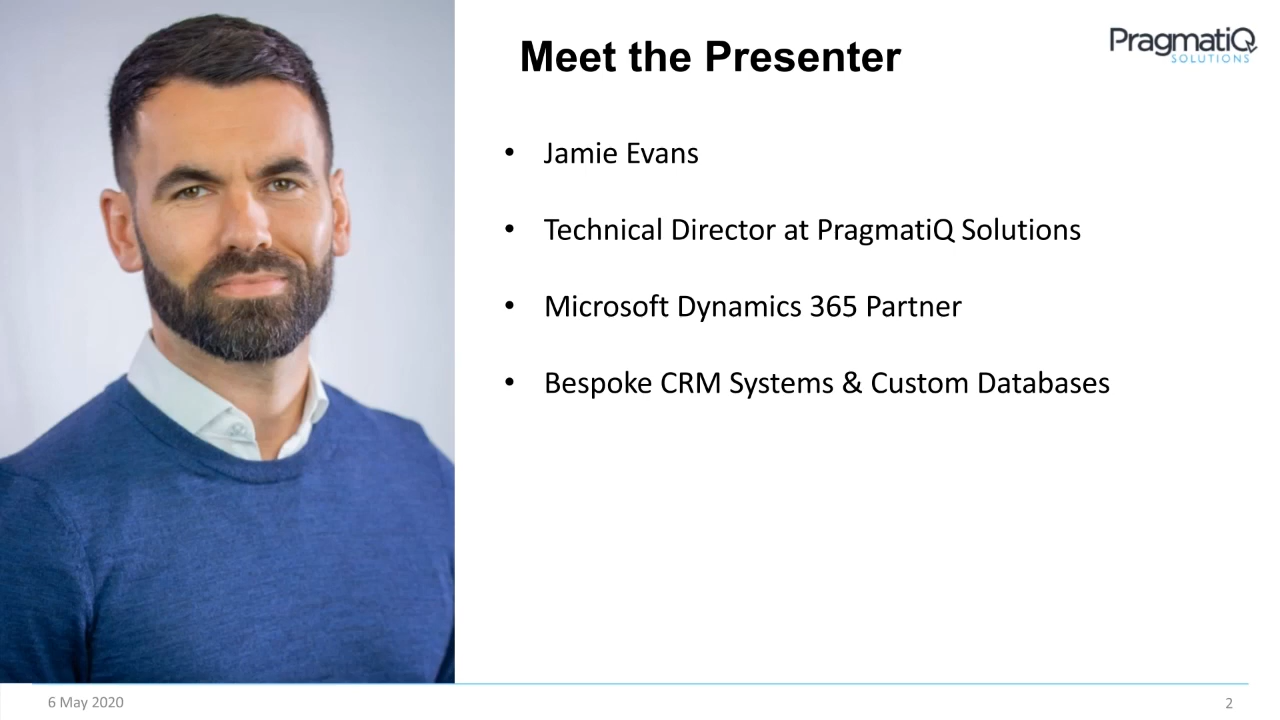 Meet the Presenter
PragmatiQ
SOLUTIONS
• Jamie Evans
• Technical Director at PragmatiQ Solutions
• Microsoft Dynamics 365 Partner
• Bespoke CRM Systems & Custom Databases
6 May 2020
2